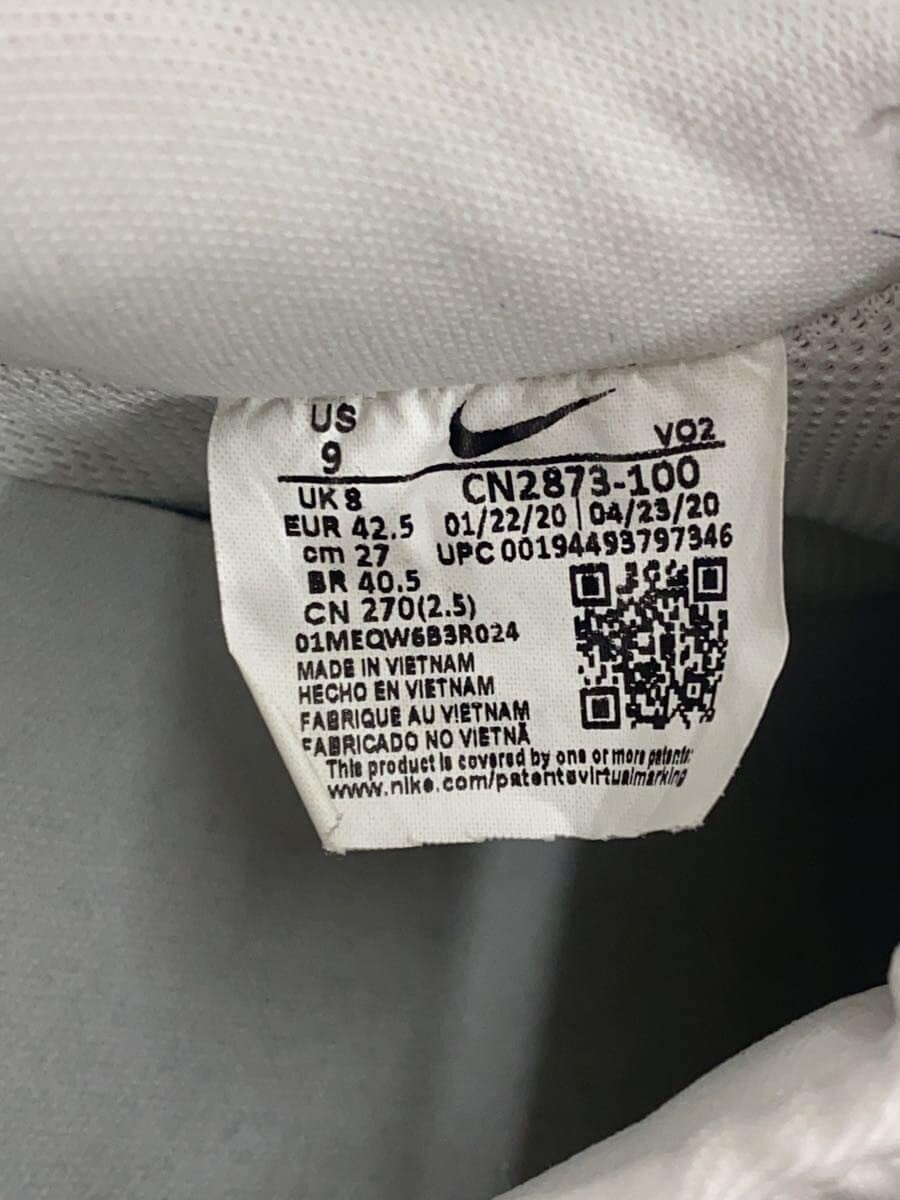 US
9
VO2
UK 8
CN2873-100
EUR 42.5
01/22/20 | 04/23/20
cm 27
UPC 00194493797346
BR 40.5
CN 270(2.5)
01MEQW6B3R024
MADE IN VIETNAM
HECHO EN VIETNAM
FABRIQUE AU VIETNAM
FABRICADO NO VIETNÃ
This product is covered by one or more patents:
www.nike.com/patentsvirtualmarking